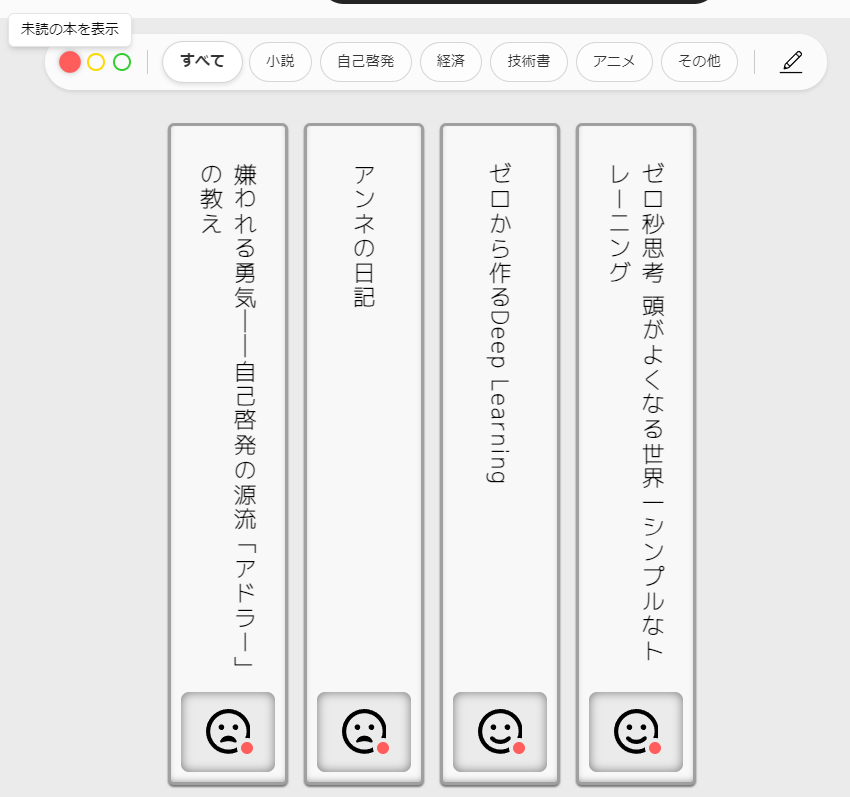 未読の本を表示
すべて
小説
自己啓発
経済
技術書
アニメ
その他
嫌われる勇気――自己啓発の源流「アドラー」
の教え
アンネの日記
ゼロから作るDeep Learning
ゼロ秒思考 頭がよくなる世界一シンプルなト
レーニング